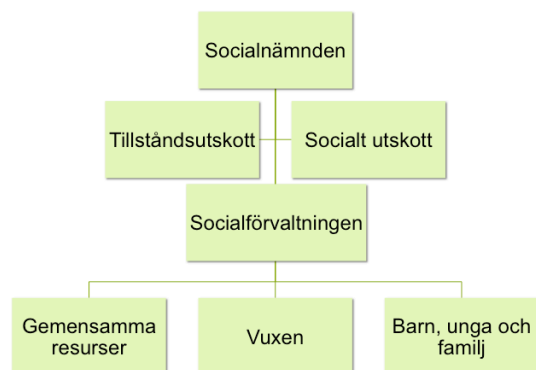 Socialnämnden
Tillståndsutskott
Socialt utskott
Socialförvaltningen
Gemensamma
resurser
Vuxen
Barn, unga och
familj